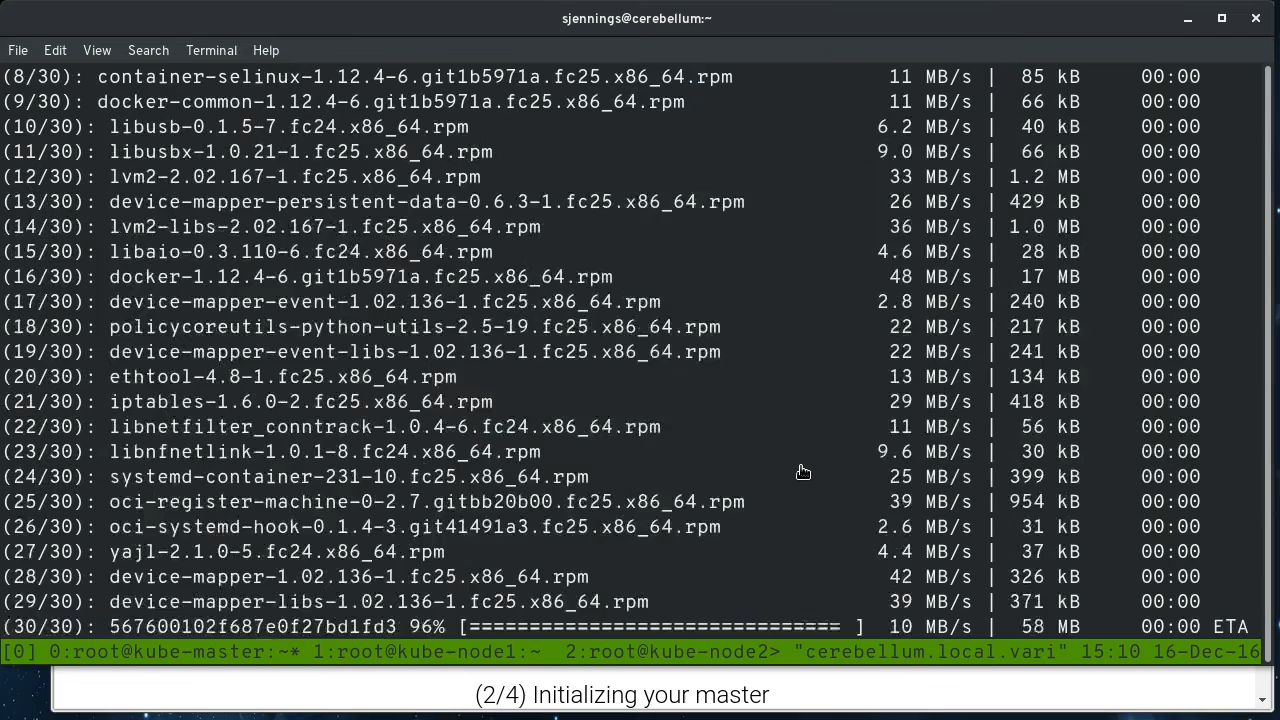 sjennings@cerebellum:~
File Edit View Search Terminal Help
(8/30): container-selinux-1.12.4-6.git1b5971a.fc25.x86_64.rpm 11 MB/s | 85 kB 00:00
(9/30): docker-common-1.12.4-6.git1b5971a.fc25.x86_64.rpm 11 MB/s | 66 kB 00:00
(10/30): libusb-0.1.5-7.fc24.x86_64.rpm 6.2 MB/s | 40 kB 00:00
(11/30): libusbx-1.0.21-1.fc25.x86_64.rpm 9.0 MB/s | 66 kB 00:00
(12/30): lvm2-2.02.167-1.fc25.x86_64.rpm 33 MB/s | 1.2 MB 00:00
(13/30): device-mapper-persistent-data-0.6.3-1.fc25.x86_64.rpm 26 MB/s | 429 kB 00:00
(14/30): lvm2-libs-2.02.167-1.fc25.x86_64.rpm 36 MB/s | 1.0 MB 00:00
(15/30): libaio-0.3.110-6.fc24.x86_64.rpm 4.6 MB/s | 28 kB 00:00
(16/30): docker-1.12.4-6.git1b5971a.fc25.x86_64.rpm 48 MB/s | 17 MB 00:00
(17/30): device-mapper-event-1.02.136-1.fc25.x86_64.rpm 2.8 MB/s | 240 kB 00:00
(18/30): policycoreutils-python-utils-2.5-19.fc25.x86_64.rpm 22 MB/s | 217 kB 00:00
(19/30): device-mapper-event-libs-1.02.136-1.fc25.x86_64.rpm 22 MB/s | 241 kB 00:00
(20/30): ethtool-4.8-1.fc25.x86_64.rpm 13 MB/s | 134 kB 00:00
(21/30): iptables-1.6.0-2.fc25.x86_64.rpm 29 MB/s | 418 kB 00:00
(22/30): libnetfilter_conntrack-1.0.4-6.fc24.x86_64.rpm 11 MB/s | 56 kB 00:00
(23/30): libnfnetlink-1.0.1-8.fc24.x86_64.rpm 9.6 MB/s | 30 kB 00:00
(24/30): systemd-container-231-10.fc25.x86_64.rpm 25 MB/s | 399 kB 00:00
(25/30): oci-register-machine-0-2.7.gitbb20b00.fc25.x86_64.rpm 39 MB/s | 954 kB 00:00
(26/30): oci-systemd-hook-0.1.4-3.git41491a3.fc25.x86_64.rpm 2.6 MB/s | 31 kB 00:00
(27/30): yajl-2.1.0-5.fc24.x86_64.rpm 4.4 MB/s | 37 kB 00:00
(28/30): device-mapper-1.02.136-1.fc25.x86_64.rpm 42 MB/s | 326 kB 00:00
(29/30): device-mapper-libs-1.02.136-1.fc25.x86_64.rpm 39 MB/s | 371 kB 00:00
(30/30): 567600102f687e0f27bd1fd3 96% [=============================== ] 10 MB/s | 58 MB 00:00 ETA
[0] 0:root@kube-master:~* 1:root@kube-node1:~ 2:root@kube-node2> "cerebellum.local.vari" 15:10 16-Dec-16
(2/4) Initializing your master